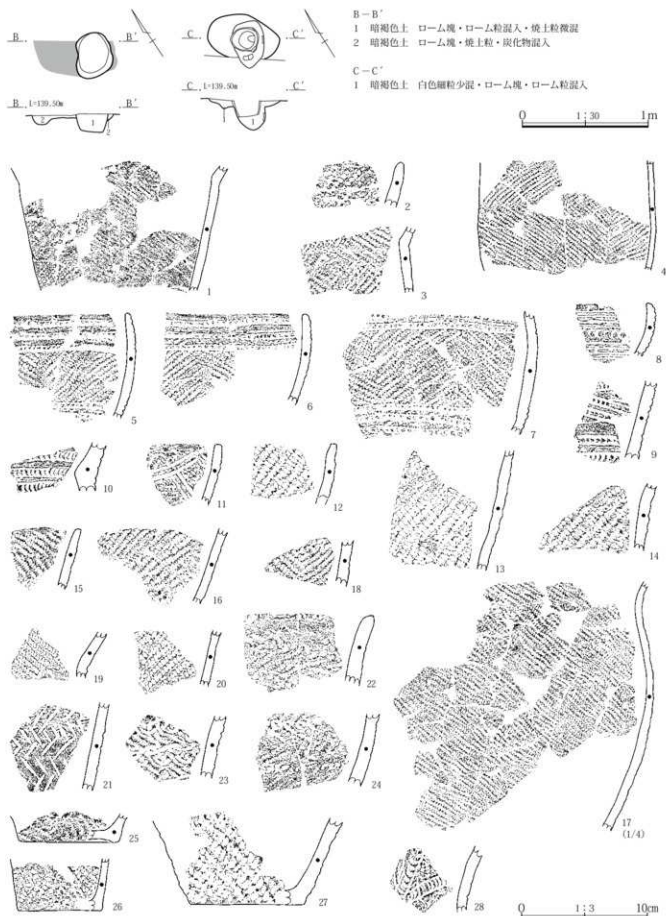 B－B′
1 暗褐色土 ローム塊・ローム粒混入・焼土粒微混
2 暗褐色土 ローム塊・焼土粒・炭化物混入
C－C′
1 暗褐色土 白色細粒少混・ローム塊・ローム粒混入
B B′ C C′
B L=139.50m B′ C L=139.50m C′
2 1 2 1 1
0 1：30 1m
1 2 3 4
5 6 7 8
9
10 11 12 13 14
15 16 18
19 20 22
21 23 24 17
(1/4)
25
26 27 28
0 1：3 10cm